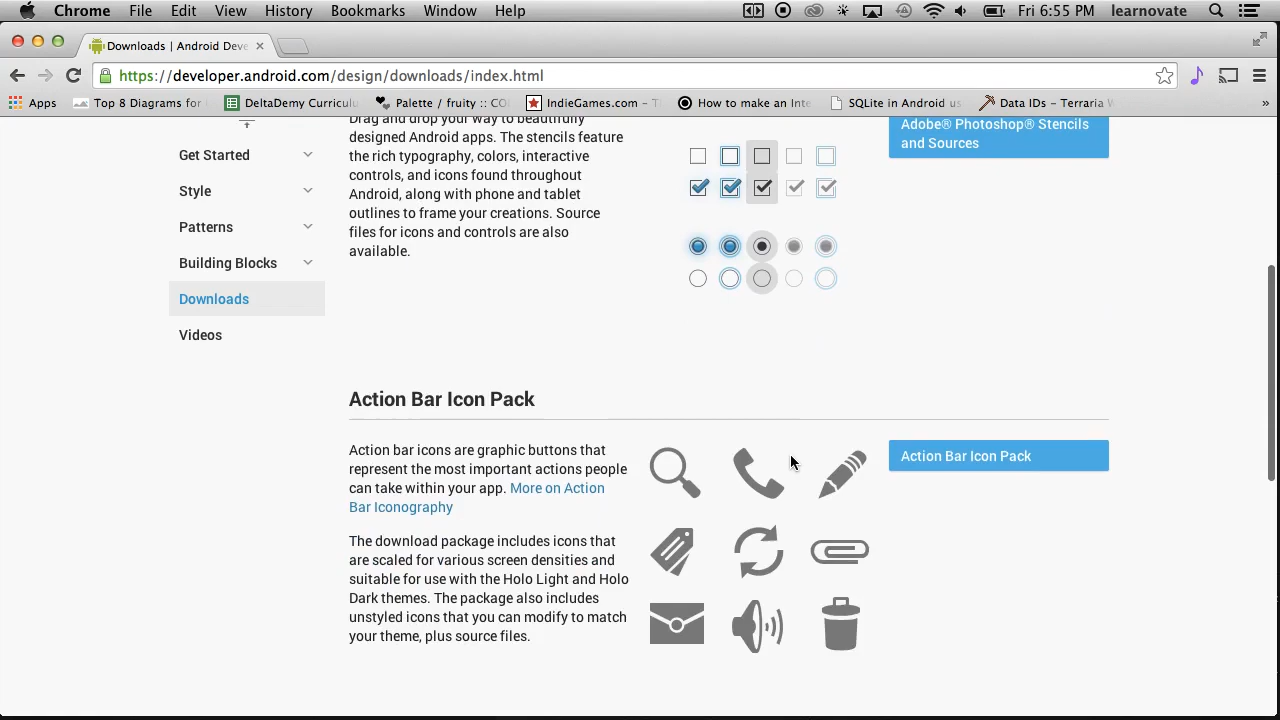 Chrome File Edit View History Bookmarks Window Help Fri 6:55 PM learnovate
Downloads | Android Deve
https://developer.android.com/design/downloads/index.html
Apps Top 8 Diagrams for DeltaDemy Curricul Palette / fruity :: CO IndieGames.com - T How to make an Inte SQLite in Android us Data IDs – Terraria W »
Get Started
Style
Patterns
Building Blocks
Downloads
Videos
Drag and drop your way to beautifully
designed Android apps. The stencils feature
the rich typography, colors, interactive
controls, and icons found throughout
Android, along with phone and tablet
outlines to frame your creations. Source
files for icons and controls are also
available.
Adobe® Photoshop® Stencils
and Sources
Action Bar Icon Pack
Action bar icons are graphic buttons that
represent the most important actions people
can take within your app. More on Action
Bar Iconography
The download package includes icons that
are scaled for various screen densities and
suitable for use with the Holo Light and Holo
Dark themes. The package also includes
unstyled icons that you can modify to match
your theme, plus source files.
Action Bar Icon Pack